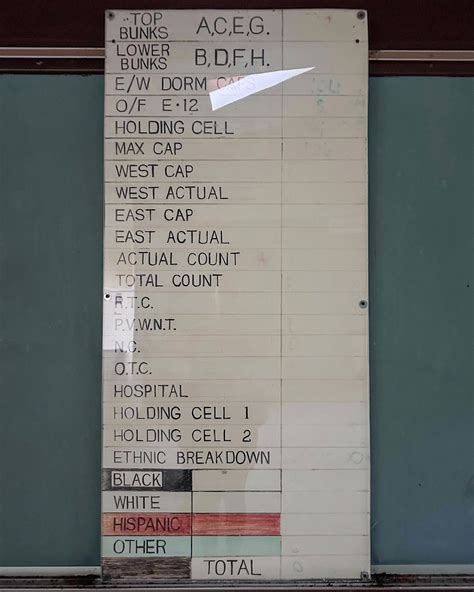 TOP BUNKS A,C,E,G.
LOWER BUNKS B,D,F,H.
E/W DORM CAPS
O/F E·12
HOLDING CELL
MAX CAP
WEST CAP
WEST ACTUAL
EAST CAP
EAST ACTUAL
ACTUAL COUNT
TOTAL COUNT
R.T.C.
P.V.W.N.T.
N.C.
O.T.C.
HOSPITAL
HOLDING CELL 1
HOLDING CELL 2
ETHNIC BREAKDOWN
BLACK
WHITE
HISPANIC
OTHER
TOTAL